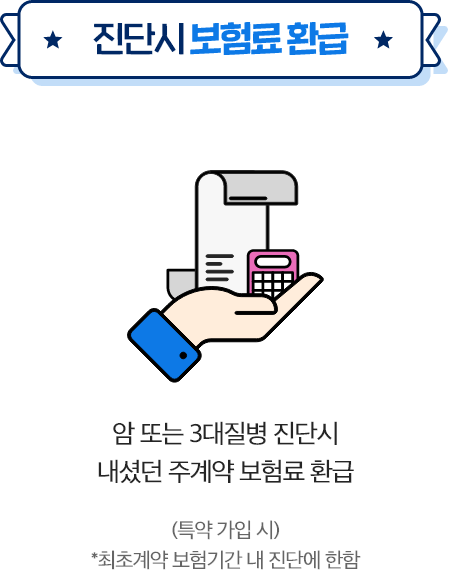 진단시 보험료 환급
암 또는 3대질병 진단시
내셨던 주계약 보험료 환급
(특약 가입 시)
*최초계약 보험기간 내 진단에 한함